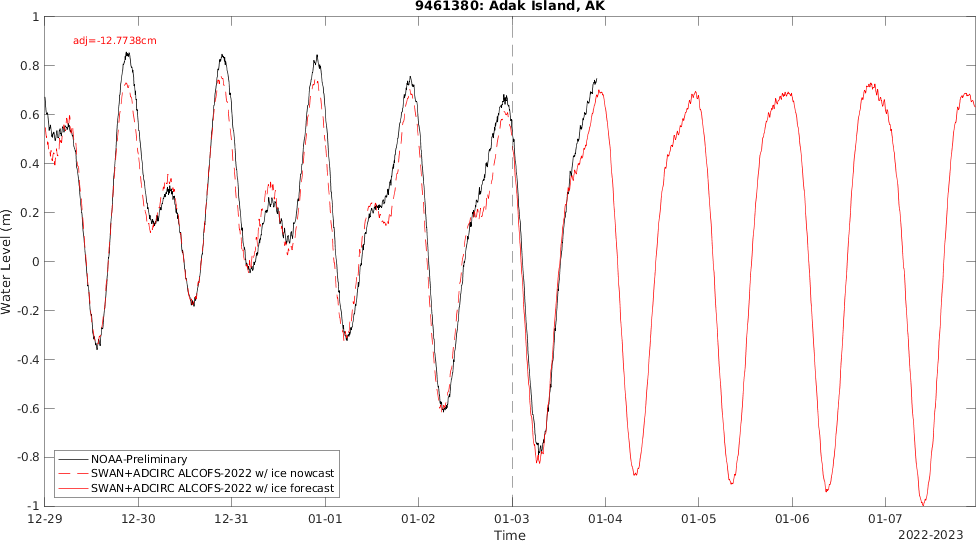 9461380: Adak Island, AK
adj=-12.7738cm
Water Level (m)
1
0.8
0.6
0.4
0.2
0
-0.2
-0.4
-0.6
-0.8
-1
NOAA-Preliminary
SWAN+ADCIRC ALCOFS-2022 w/ ice nowcast
SWAN+ADCIRC ALCOFS-2022 w/ ice forecast
12-29 12-30 12-31 01-01 01-02 01-03 01-04 01-05 01-06 01-07
Time
2022-2023